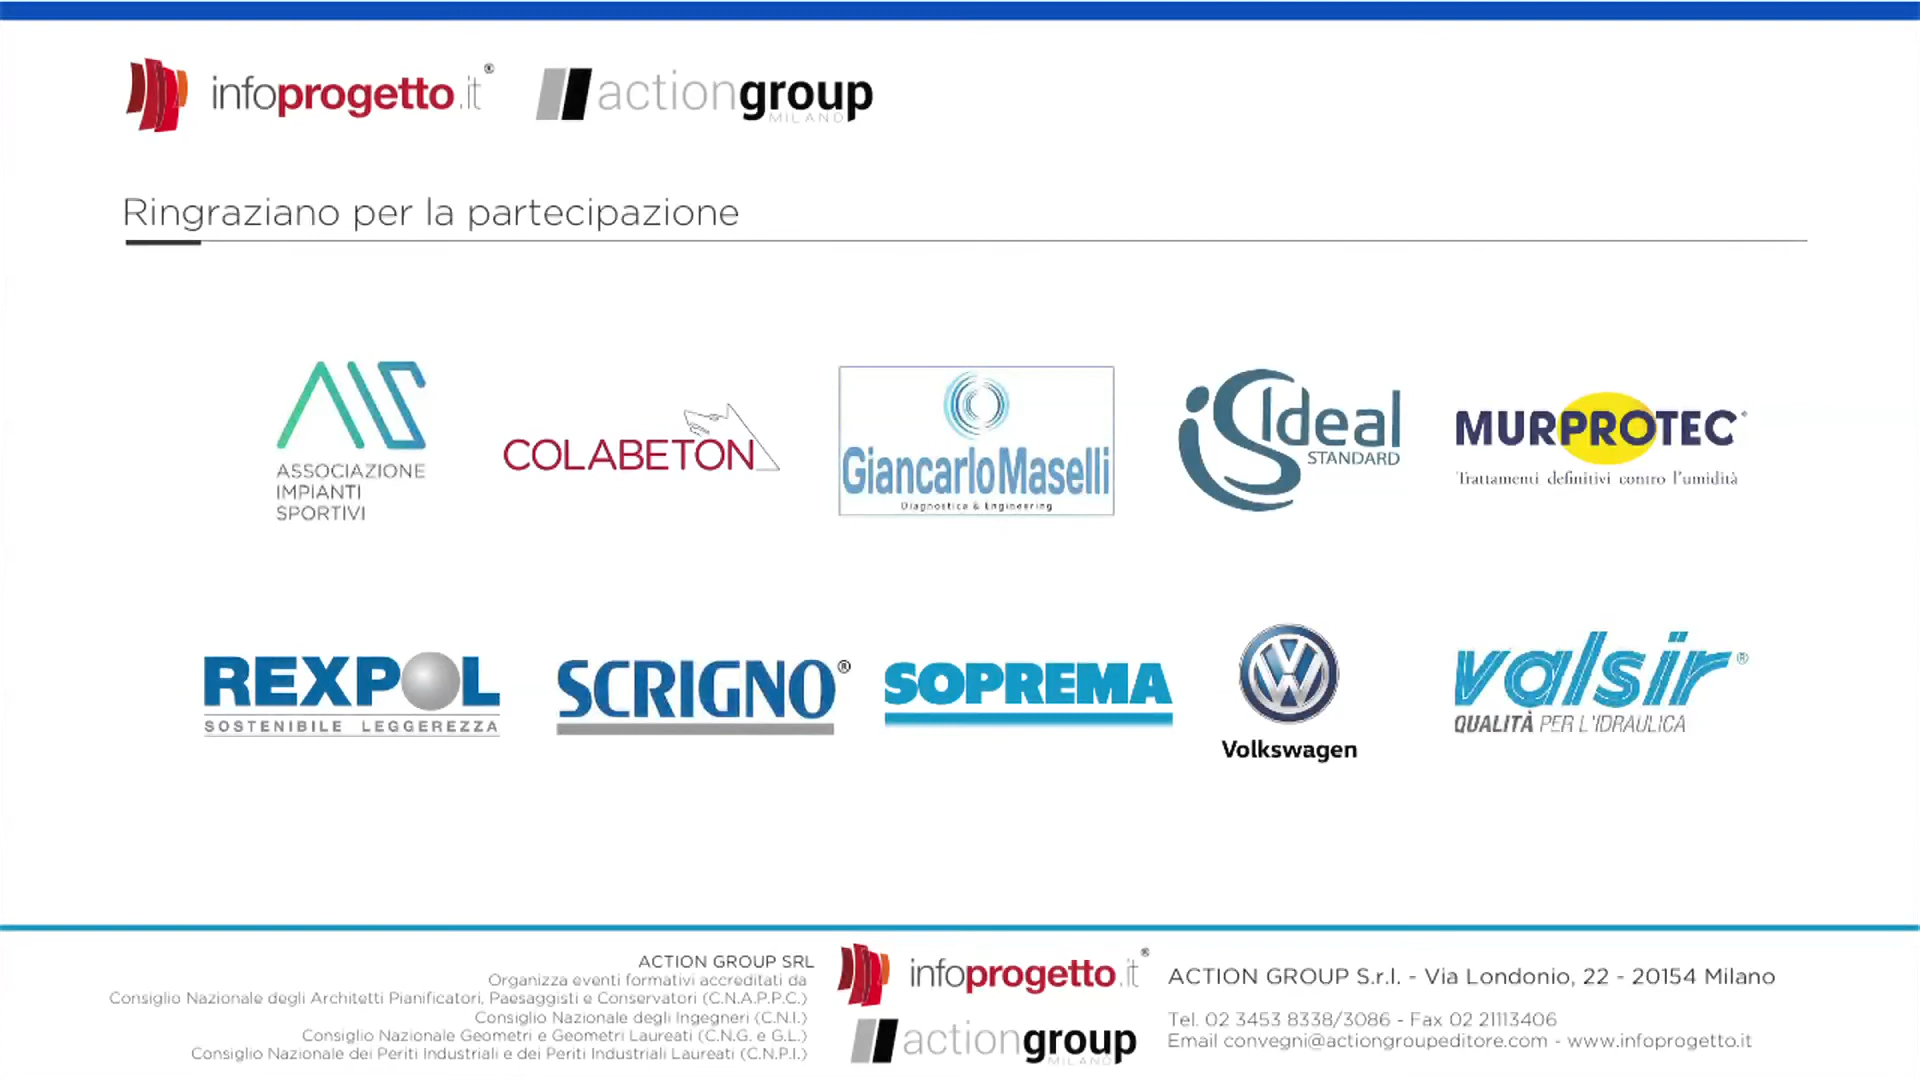 infoprogetto.it®
actiongroup
MILANO
Ringraziano per la partecipazione
AIS
ASSOCIAZIONE
IMPIANTI
SPORTIVI
COLABETON
GiancarloMaselli
Diagnostica & Engineering
Ideal
STANDARD
MURPROTEC®
Trattamenti definitivi contro l'umidità
REXPOL
SOSTENIBILE LEGGEREZZA
SCRIGNO®
SOPREMA
Volkswagen
valsir®
QUALITÀ PER L'IDRAULICA
ACTION GROUP SRL
Organizza eventi formativi accreditati da
Consiglio Nazionale degli Architetti Pianificatori, Paesaggisti e Conservatori (C.N.A.P.P.C.)
Consiglio Nazionale degli Ingegneri (C.N.I.)
Consiglio Nazionale Geometri e Geometri Laureati (C.N.G. e G.L.)
Consiglio Nazionale dei Periti Industriali e dei Periti Industriali Laureati (C.N.P.I.)
infoprogetto.it®
actiongroup
MILANO
ACTION GROUP S.r.l. - Via Londonio, 22 - 20154 Milano
Tel. 02 3453 8338/3086 - Fax 02 21113406
Email convegni@actiongroupeditore.com - www.infoprogetto.it